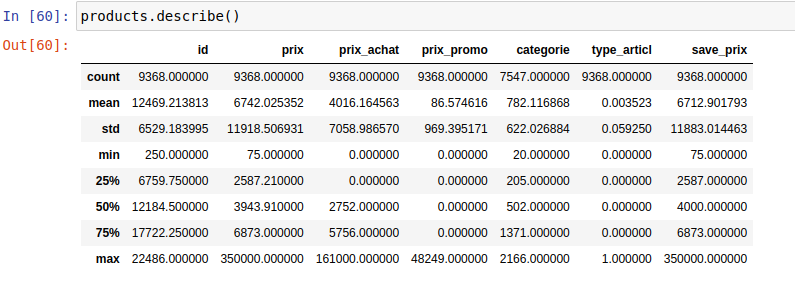 In [60]: products.describe()
Out[60]:
id prix prix_achat prix_promo categorie type_articl save_prix
count 9368.000000 9368.000000 9368.000000 9368.000000 7547.000000 9368.000000 9368.000000
mean 12469.213813 6742.025352 4016.164563 86.574616 782.116868 0.003523 6712.901793
std 6529.183995 11918.506931 7058.986570 969.395171 622.026884 0.059250 11883.014463
min 250.000000 75.000000 0.000000 0.000000 20.000000 0.000000 75.000000
25% 6759.750000 2587.210000 0.000000 0.000000 205.000000 0.000000 2587.000000
50% 12184.500000 3943.910000 2752.000000 0.000000 502.000000 0.000000 4000.000000
75% 17722.250000 6873.000000 5756.000000 0.000000 1371.000000 0.000000 6873.000000
max 22486.000000 350000.000000 161000.000000 48249.000000 2166.000000 1.000000 350000.000000